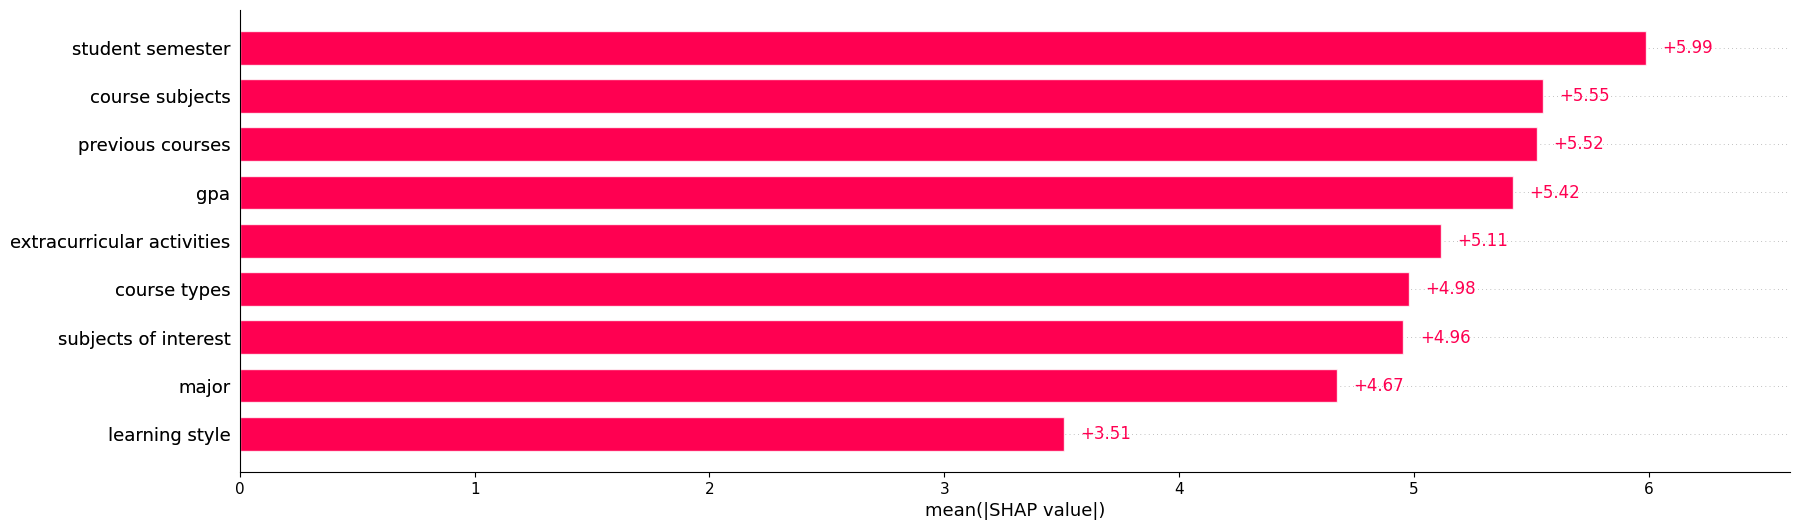 student semester +5.99
course subjects +5.55
previous courses +5.52
gpa +5.42
extracurricular activities +5.11
course types +4.98
subjects of interest +4.96
major +4.67
learning style +3.51
0 1 2 3 4 5 6
mean(|SHAP value|)